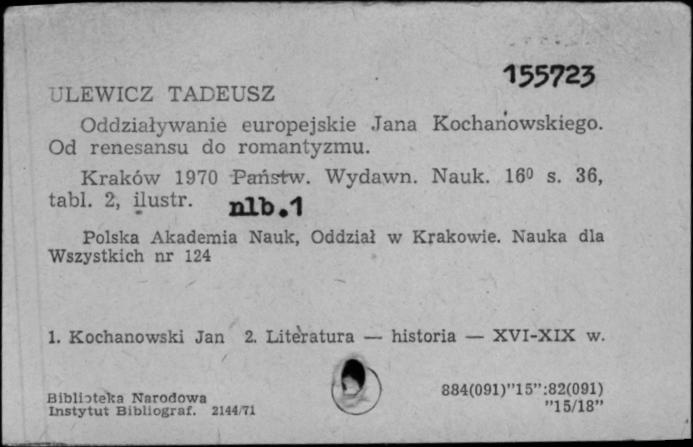 155723
ULEWICZ TADEUSZ
Oddziaływanie europejskie Jana Kochanowskiego.
Od renesansu do romantyzmu.
Kraków 1970 Państw. Wydawn. Nauk. 16⁰ s. 36,
tabl. 2, ilustr. nlb.1
Polska Akademia Nauk, Oddział w Krakowie. Nauka dla
Wszystkich nr 124
1. Kochanowski Jan 2. Literatura — historia — XVI-XIX w.
884(091)"15":82(091)
"15/18"
Biblioteka Narodowa
Instytut Bibliograf. 2144/71